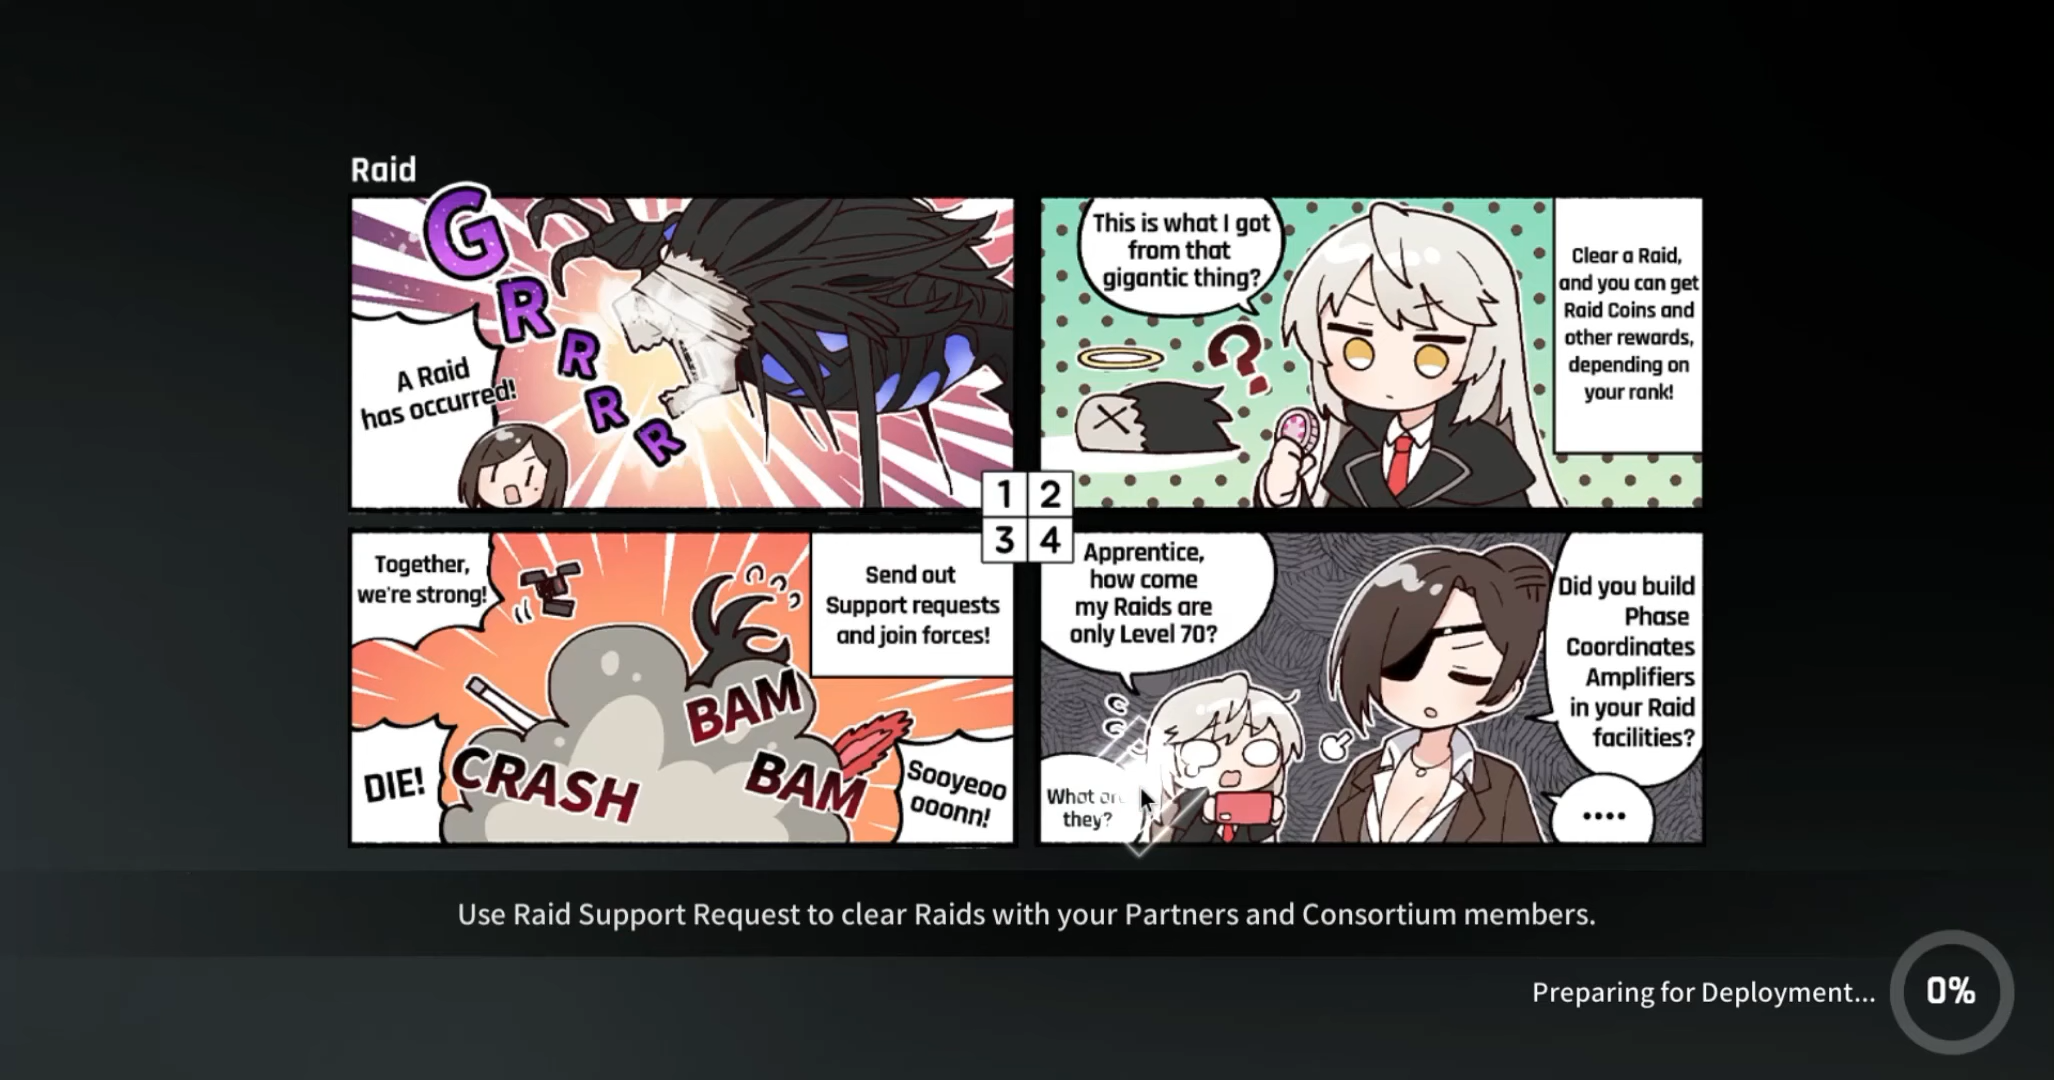 Raid
G
R
R
R
R
A Raid
has occurred!
This is what I got
from that
gigantic thing?
?
Clear a Raid,
and you can get
Raid Coins and
other rewards,
depending on
your rank!
1 2
3 4
Together,
we're strong!
Send out
Support requests
and join forces!
BAM
CRASH
BAM
DIE!
Sooyeoo
ooonn!
Apprentice,
how come
my Raids are
only Level 70?
Did you build
Phase
Coordinates
Amplifiers
in your Raid
facilities?
What are
they?
....
Use Raid Support Request to clear Raids with your Partners and Consortium members.
Preparing for Deployment...
0%